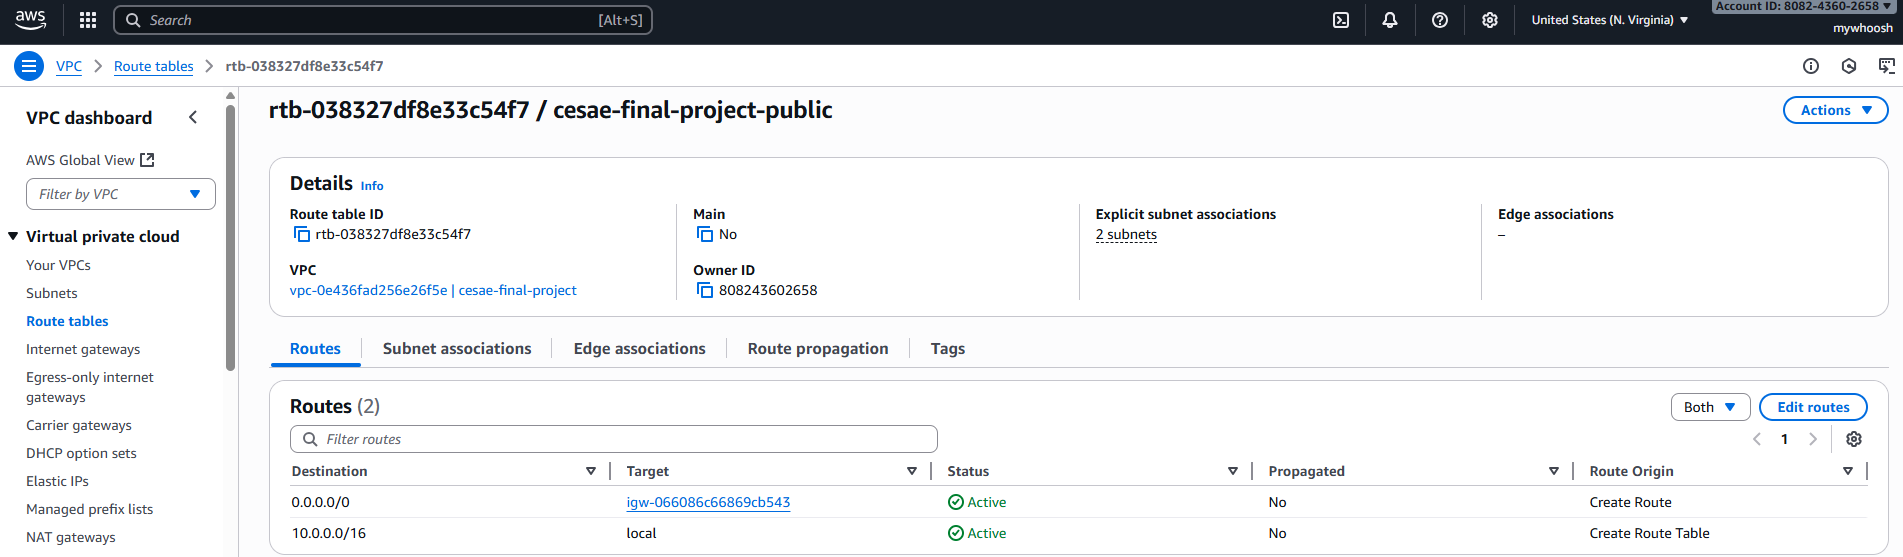 aws
Search [Alt+S]
United States (N. Virginia)
Account ID: 8082-4360-2658
mywhoosh
VPC > Route tables > rtb-038327df8e33c54f7
VPC dashboard
AWS Global View
Filter by VPC
Virtual private cloud
Your VPCs
Subnets
Route tables
Internet gateways
Egress-only internet
gateways
Carrier gateways
DHCP option sets
Elastic IPs
Managed prefix lists
NAT gateways
rtb-038327df8e33c54f7 / cesae-final-project-public
Actions
Details Info
Route table ID
rtb-038327df8e33c54f7
VPC
vpc-0e436fad256e26f5e | cesae-final-project
Main
No
Owner ID
808243602658
Explicit subnet associations
2 subnets
Edge associations
–
Routes Subnet associations Edge associations Route propagation Tags
Routes (2)
Both Edit routes
Filter routes
1
Destination Target Status Propagated Route Origin
0.0.0.0/0 igw-066086c66869cb543 Active No Create Route
10.0.0.0/16 local Active No Create Route Table